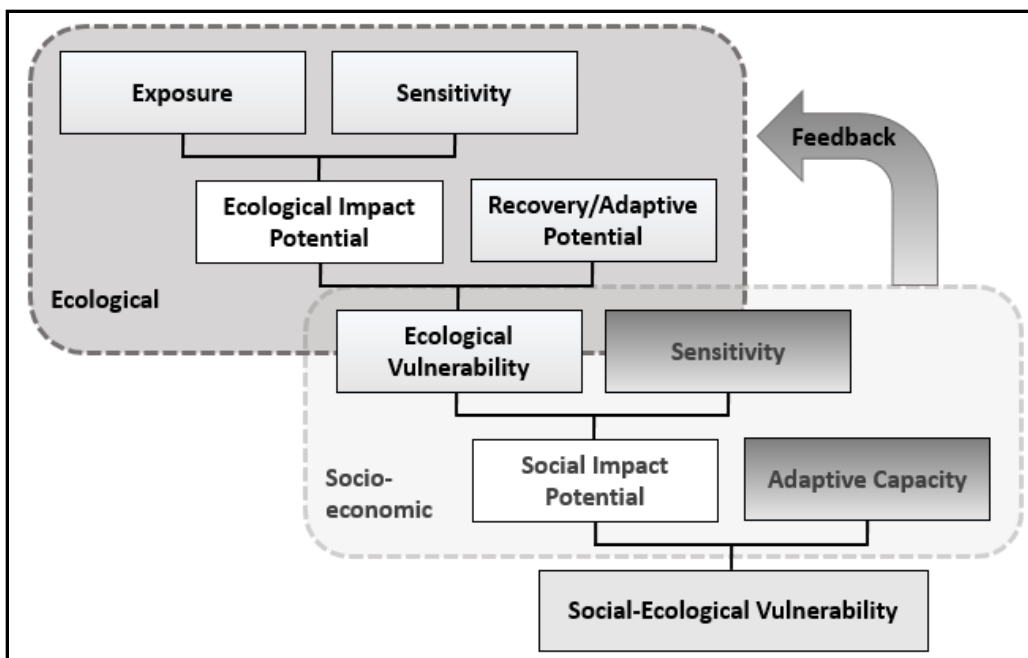 Exposure
Sensitivity
Feedback
Ecological Impact
Potential
Recovery/Adaptive
Potential
Ecological
Ecological
Vulnerability
Sensitivity
Socio-
economic
Social Impact
Potential
Adaptive Capacity
Social-Ecological Vulnerability